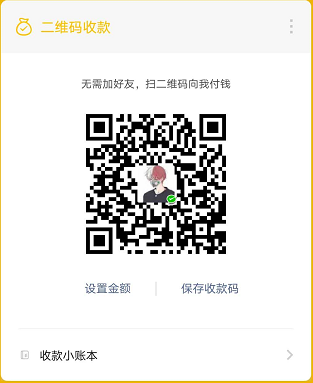 二维码收款
无需加好友，扫二维码向我付钱
设置金额
保存收款码
收款小账本